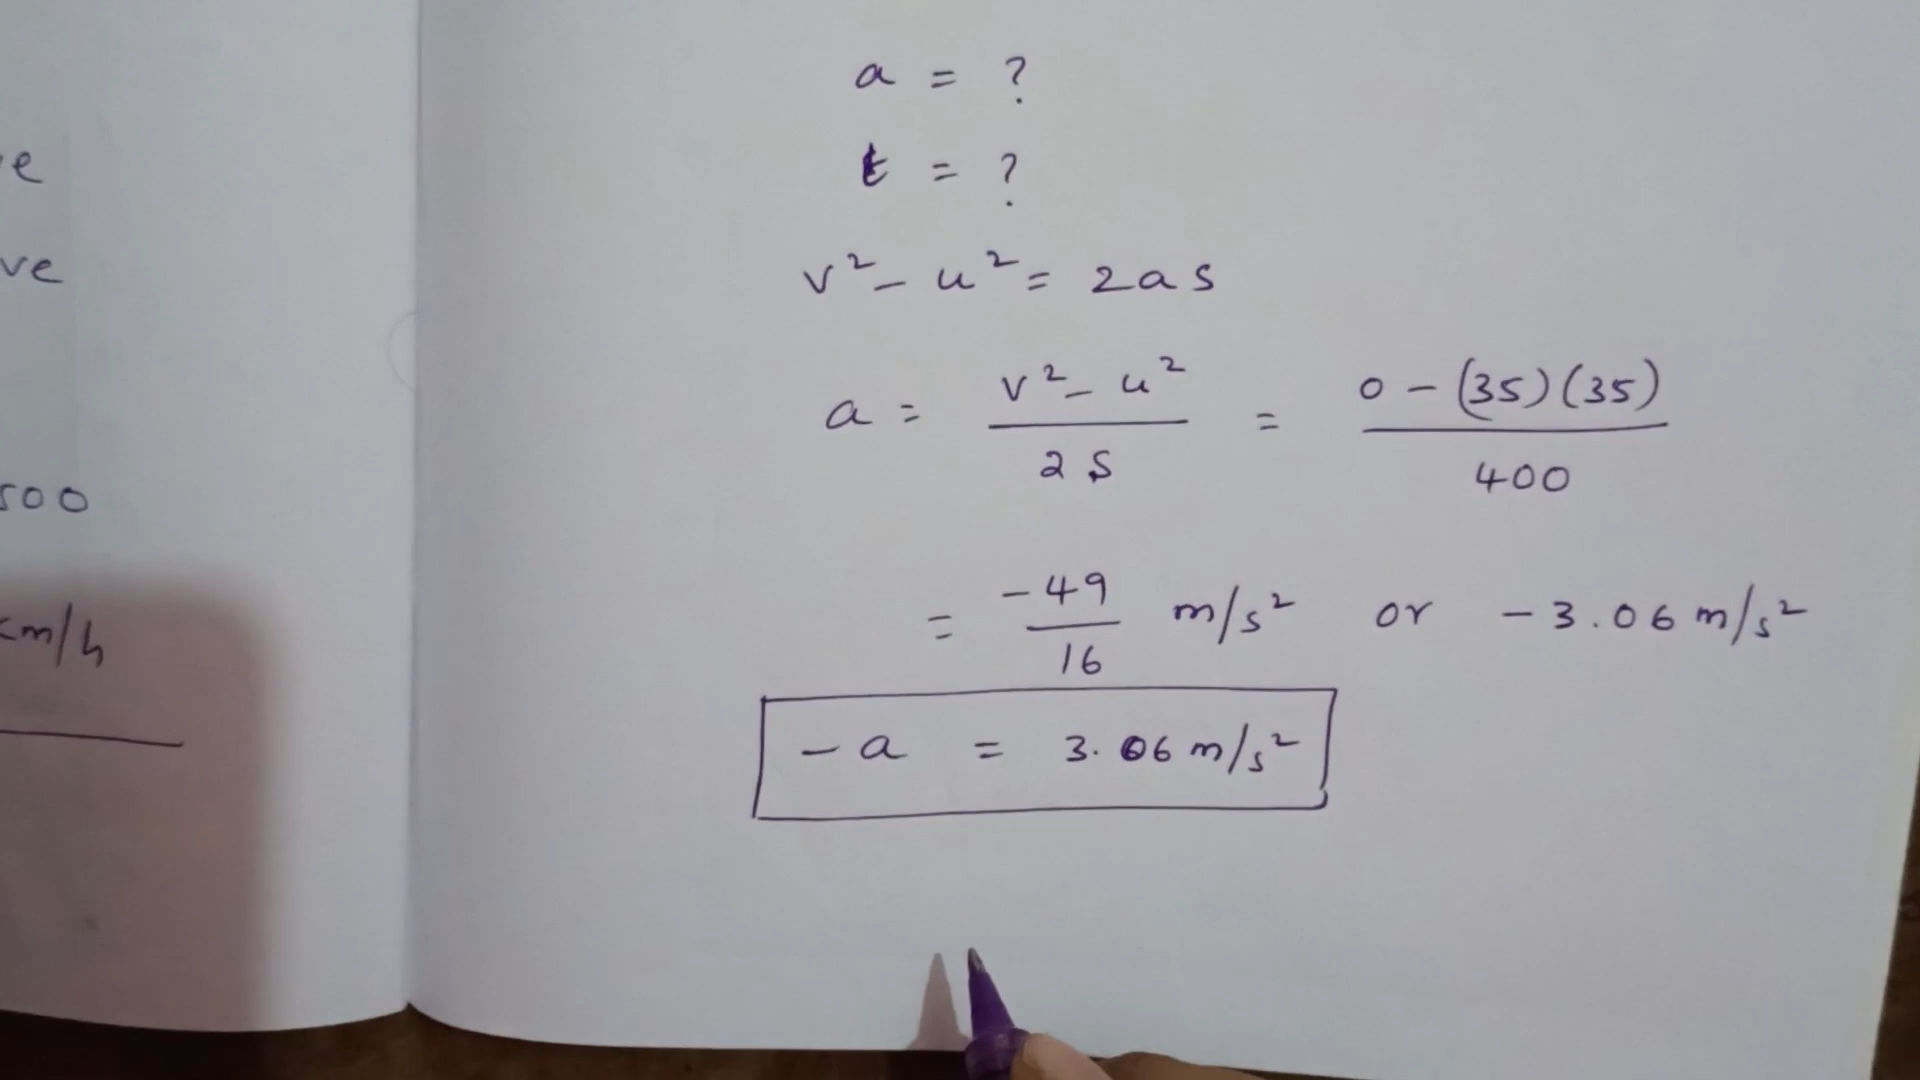 e
ve
500
km/h
a = ?
t = ?
v² - u² = 2as
a = v² - u² / 2s = 0 - (35)(35) / 400
= -49 / 16 m/s² or -3.06 m/s²
-a = 3.06 m/s²